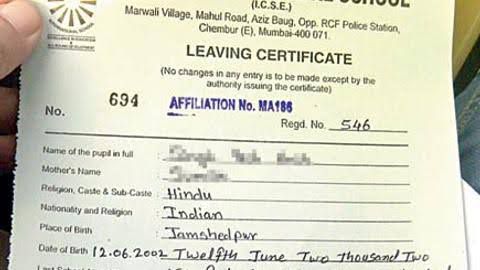 SCHOOL
(I.C.S.E.)
Marwali Village, Mahul Road, Aziz Baug, Opp. RCF Police Station,
Chembur (E), Mumbai-400 071.
LEAVING CERTIFICATE
(No changes in any entry is to be made except by the
authority issuing the certificate)
No. 694 AFFILIATION No. MA186
Regd. No. 546
Name of the pupil in full :
Mother's Name :
Religion, Caste & Sub-Caste : Hindu
Nationality and Religion : Indian
Place of Birth : Jamshedpur
Date of Birth : 12.06.2002 Twelfth June Two Thousand Two